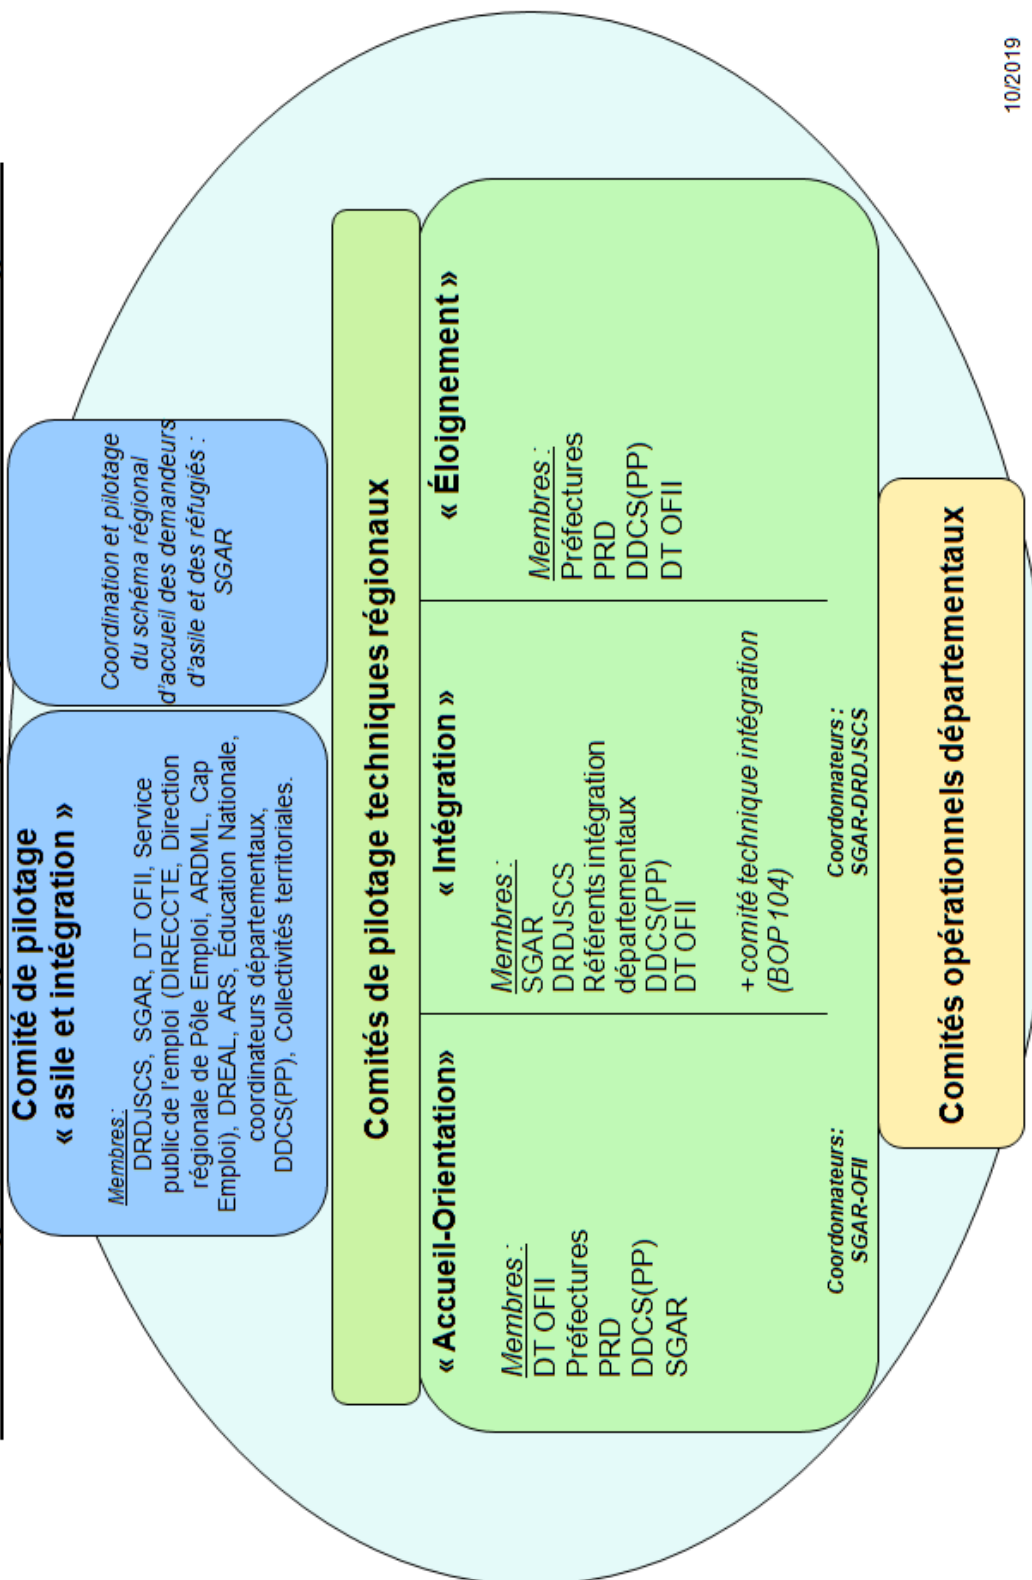 Comité de pilotage
« asile et intégration »
Membres :
DRDJSCS, SGAR, DT OFII, Service
public de l'emploi (DIRECCTE, Direction
régionale de Pôle Emploi, ARDML, Cap
Emploi), DREAL, ARS, Éducation Nationale,
coordinateurs départementaux,
DDCS(PP), Collectivités territoriales.
Coordination et pilotage
du schéma régional
d'accueil des demandeurs
d'asile et des réfugiés :
SGAR
Comités de pilotage techniques régionaux
« Accueil-Orientation»
Membres :
DT OFII
Préfectures
PRD
DDCS(PP)
SGAR
Coordonnateurs:
SGAR-OFII
« Intégration »
Membres :
SGAR
DRDJSCS
Référents intégration
départementaux
DDCS(PP)
DT OFII
+ comité technique intégration
(BOP104)
Coordonnateurs :
SGAR-DRDJSCS
« Éloignement »
Membres :
Préfectures
PRD
DDCS(PP)
DT OFII
Comités opérationnels départementaux
10/2019